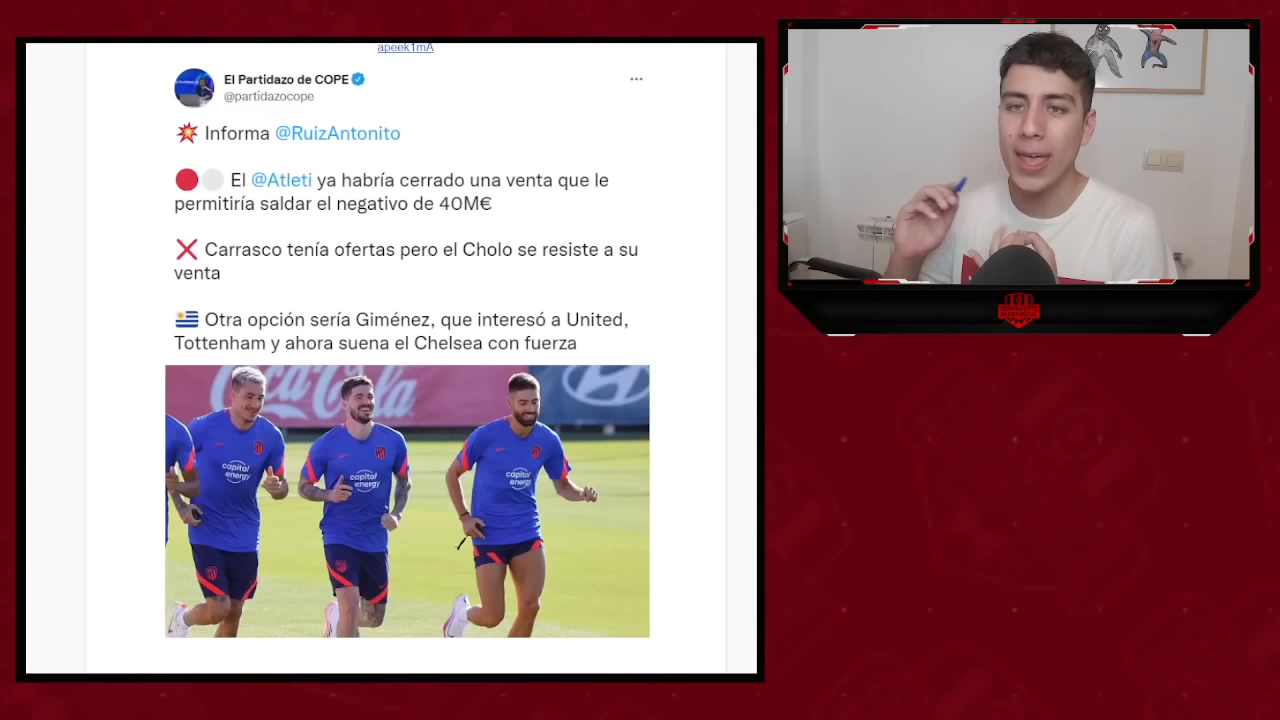 apeek1mA
El Partidazo de COPE
@partidazocope
Informa @RuizAntonito
El @Atleti ya habría cerrado una venta que le
permitiría saldar el negativo de 40M€
Carrasco tenía ofertas pero el Cholo se resiste a su
venta
Otra opción sería Giménez, que interesó a United,
Tottenham y ahora suena el Chelsea con fuerza
Coca-Cola
capital
energy
capital
energy
capital
energy